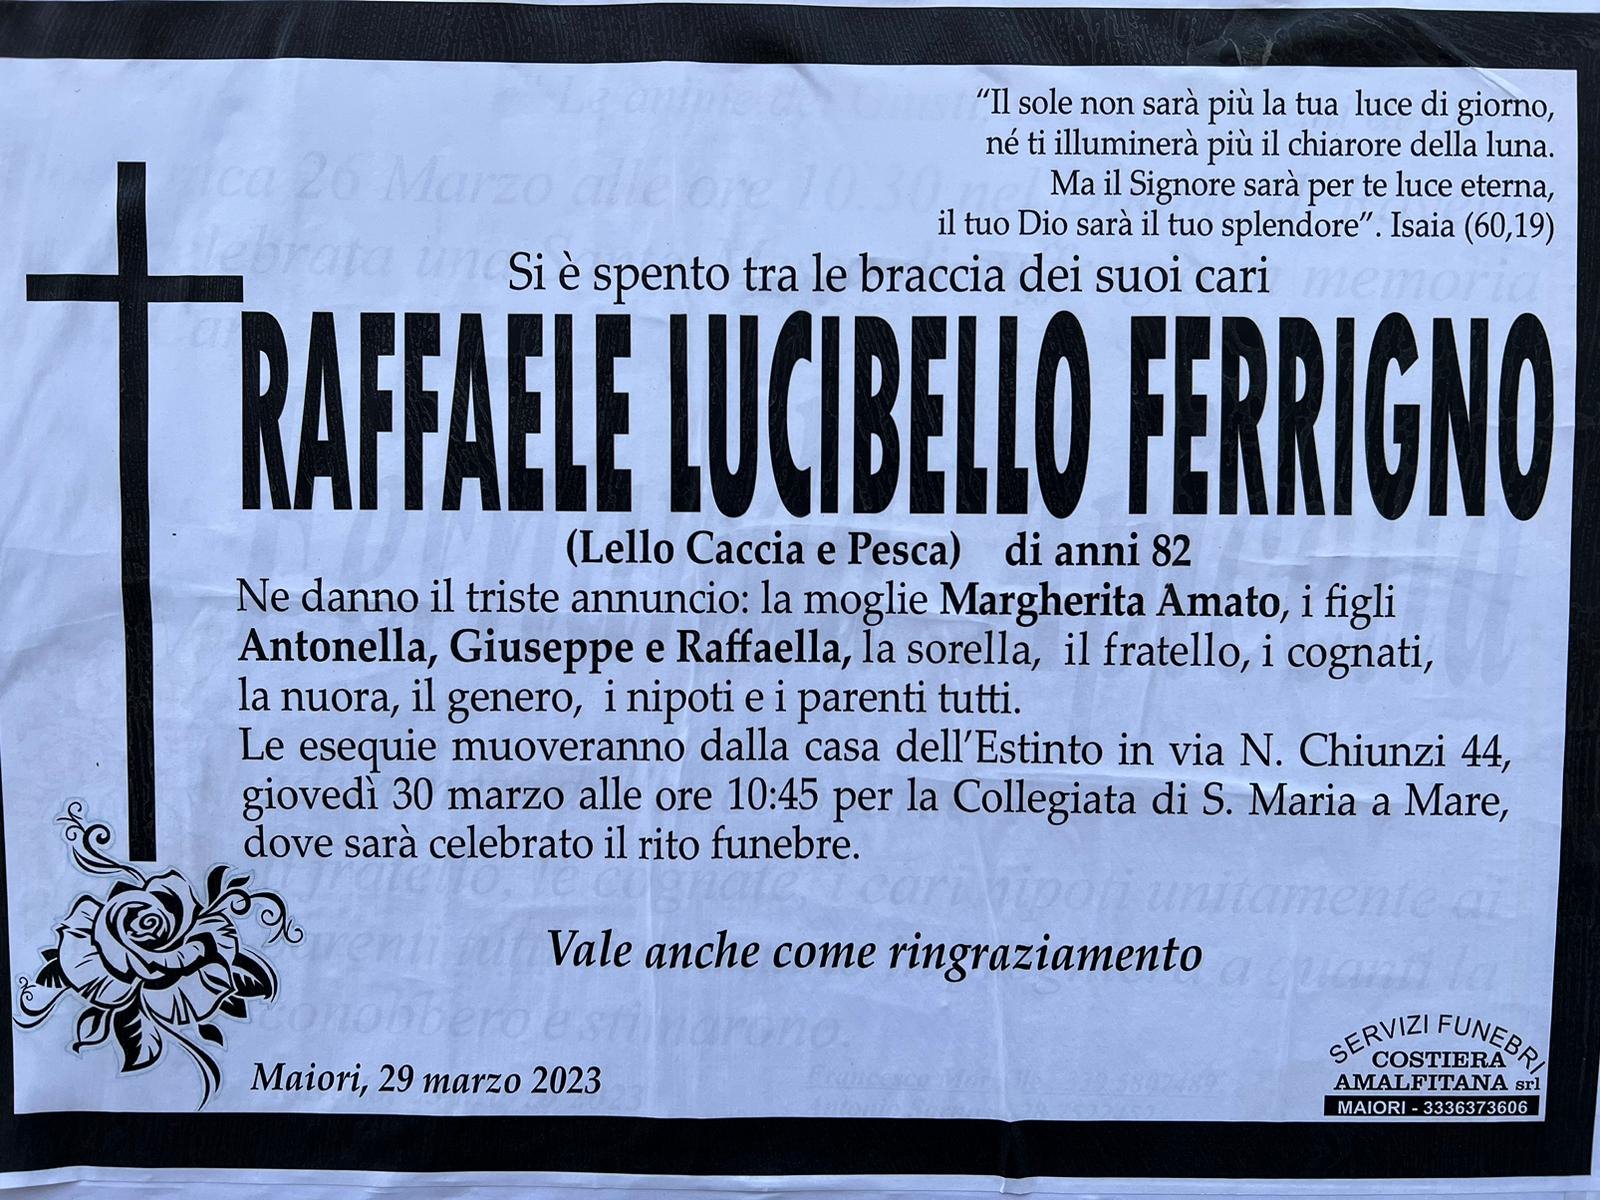 “Il sole non sarà più la tua luce di giorno,
né ti illuminerà più il chiarore della luna.
Ma il Signore sarà per te luce eterna,
il tuo Dio sarà il tuo splendore”. Isaia (60,19)
Si è spento tra le braccia dei suoi cari
RAFFAELE LUCIBELLO FERRIGNO
(Lello Caccia e Pesca) di anni 82
Ne danno il triste annuncio: la moglie Margherita Amato, i figli
Antonella, Giuseppe e Raffaella, la sorella, il fratello, i cognati,
la nuora, il genero, i nipoti e i parenti tutti.
Le esequie muoveranno dalla casa dell’Estinto in via N. Chiunzi 44,
giovedì 30 marzo alle ore 10:45 per la Collegiata di S. Maria a Mare,
dove sarà celebrato il rito funebre.
Vale anche come ringraziamento
Maiori, 29 marzo 2023
SERVIZI FUNEBRI
COSTIERA
AMALFITANA srl
MAIORI - 3336373606